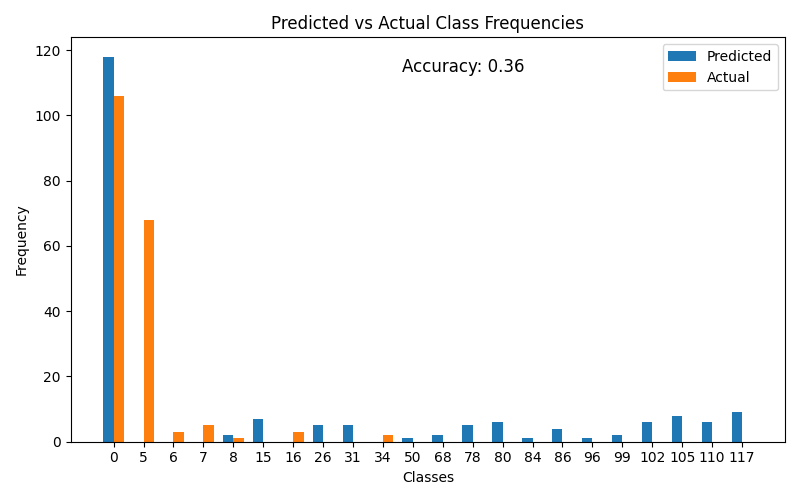 Predicted vs Actual Class Frequencies
Accuracy: 0.36
Predicted
Actual
Frequency
120
100
80
60
40
20
0
0 5 6 7 8 15 16 26 31 34 50 68 78 80 84 86 96 99 102 105 110 117
Classes